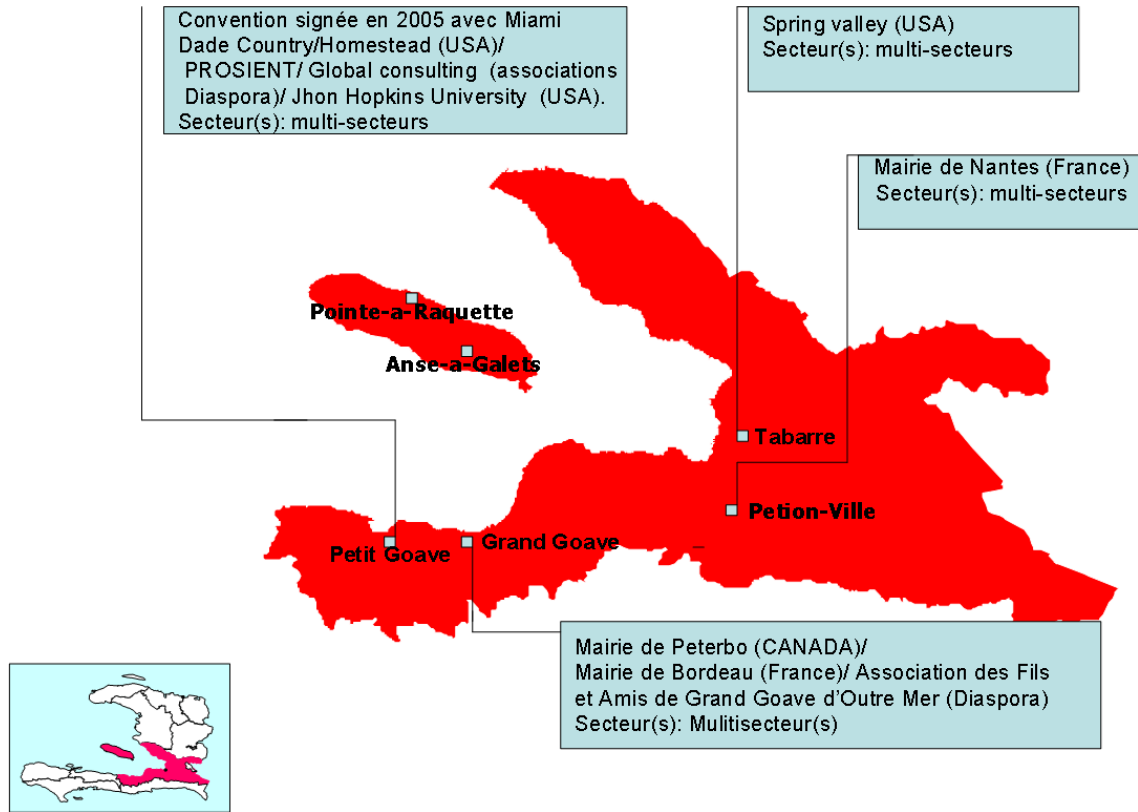 Convention signée en 2005 avec Miami
Dade Country/Homestead (USA)/
PROSIENT/ Global consulting (associations
Diaspora)/ Jhon Hopkins University (USA).
Secteur(s): multi-secteurs
Spring valley (USA)
Secteur(s): multi-secteurs
Mairie de Nantes (France)
Secteur(s): multi-secteurs
Pointe-a-Raquette
Anse-a-Galets
Tabarre
Petion-Ville
Petit Goave
Grand Goave
Mairie de Peterbo (CANADA)/
Mairie de Bordeau (France)/ Association des Fils
et Amis de Grand Goave d'Outre Mer (Diaspora)
Secteur(s): Mulitisecteur(s)